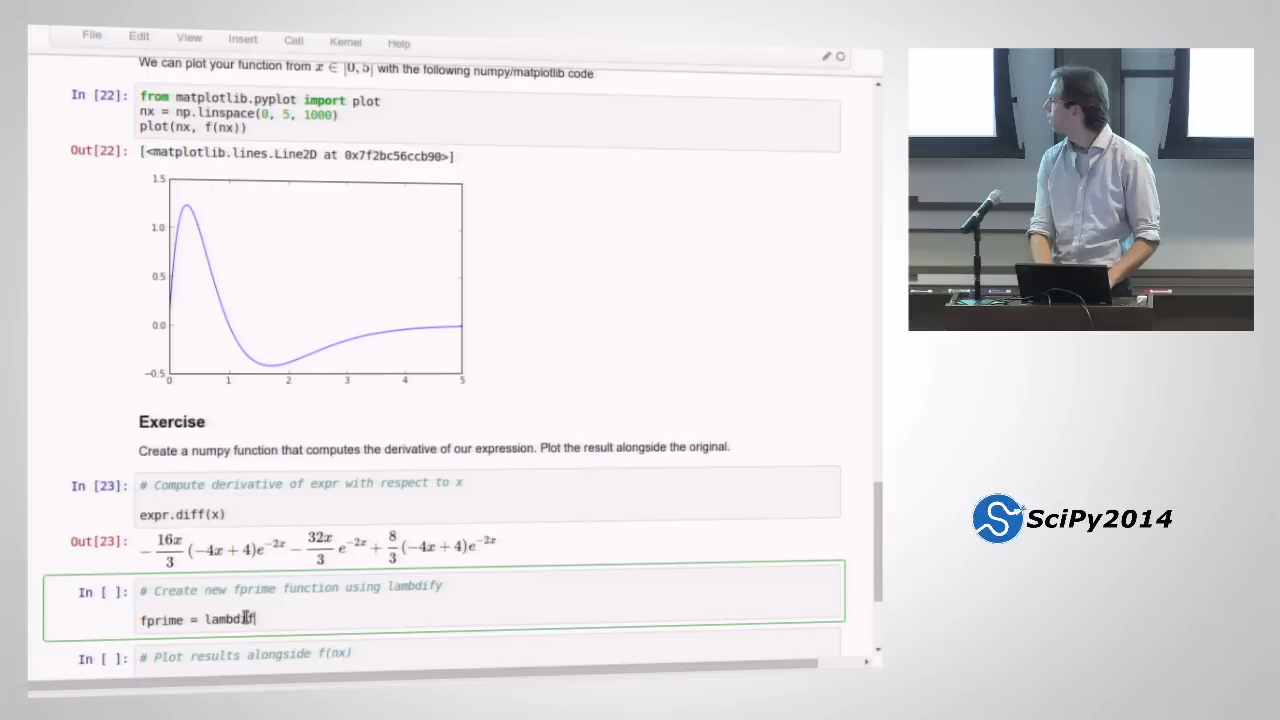 File Edit View Insert Cell Kernel Help
We can plot your function from x ∈ [0, 5] with the following numpy/matplotlib code
In [22]: from matplotlib.pyplot import plot
nx = np.linspace(0, 5, 1000)
plot(nx, f(nx))
Out[22]: [<matplotlib.lines.Line2D at 0x7f2bc56ccb90>]
1.5
1.0
0.5
0.0
−0.5
0 1 2 3 4 5
Exercise
Create a numpy function that computes the derivative of our expression. Plot the result alongside the original.
In [23]: # Compute derivative of expr with respect to x
expr.diff(x)
Out[23]: −16x/3 (−4x + 4)e^−2x − 32x/3 e^−2x + 8/3 (−4x + 4)e^−2x
In [ ]: # Create new fprime function using lambdify
fprime = lambdif
In [ ]: # Plot results alongside f(nx)
SciPy2014